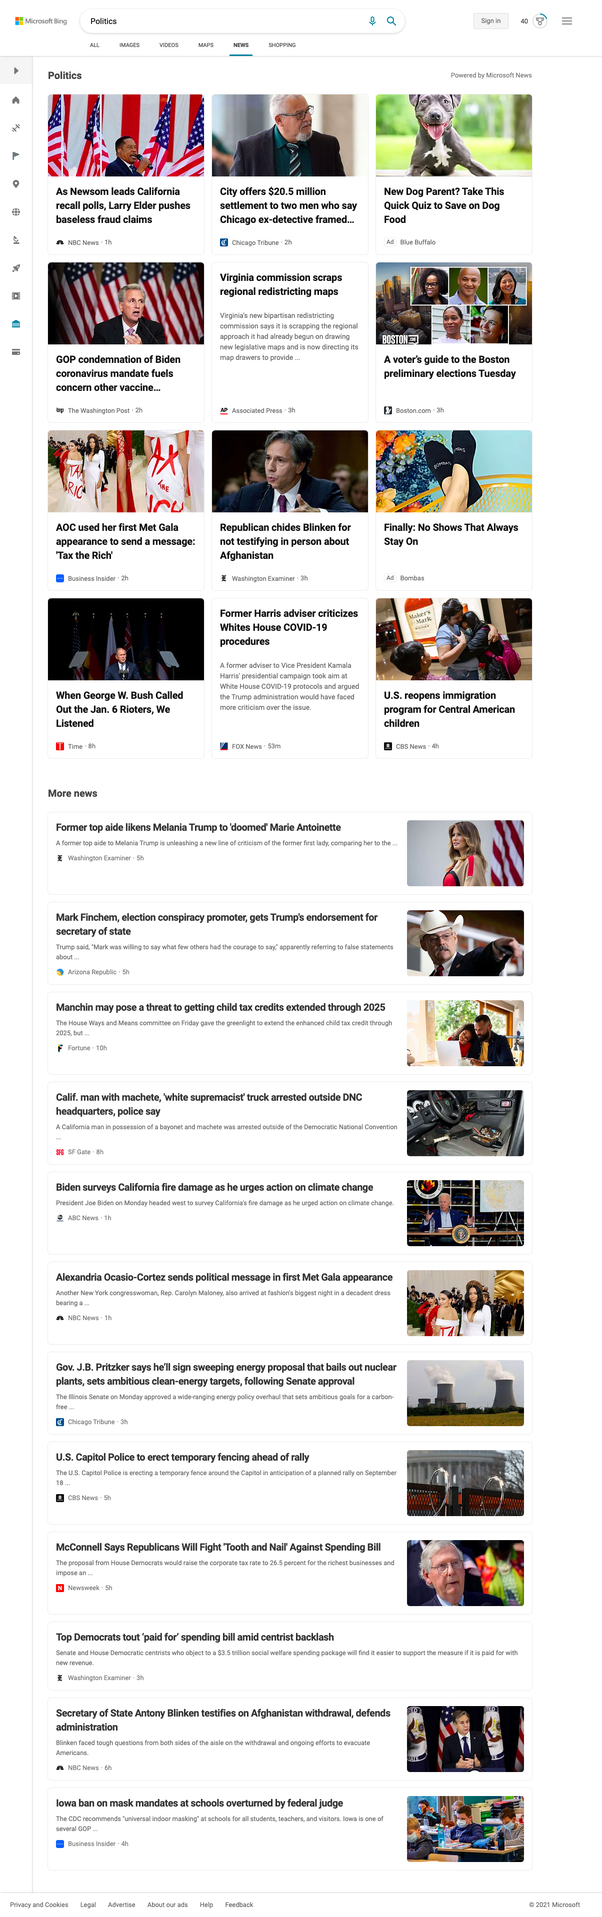 Microsoft Bing
Politics
Sign in
40
ALL
IMAGES
VIDEOS
MAPS
NEWS
SHOPPING
Politics
Powered by Microsoft News
As Newsom leads California
recall polls, Larry Elder pushes
baseless fraud claims
NBC News · 1h
City offers $20.5 million
settlement to two men who say
Chicago ex-detective framed...
Chicago Tribune · 2h
New Dog Parent? Take This
Quick Quiz to Save on Dog
Food
Ad Blue Buffalo
GOP condemnation of Biden
coronavirus mandate fuels
concern other vaccine...
wp The Washington Post · 2h
Virginia commission scraps
regional redistricting maps
Virginia's new bipartisan redistricting
commission says it is scrapping the regional
approach it had already begun on drawing
new legislative maps and is now directing its
map drawers to provide ...
AP Associated Press · 3h
BOSTON
A voter's guide to the Boston
preliminary elections Tuesday
Boston.com · 3h
AOC used her first Met Gala
appearance to send a message:
'Tax the Rich'
Business Insider · 2h
Republican chides Blinken for
not testifying in person about
Afghanistan
Washington Examiner · 3h
Finally: No Shows That Always
Stay On
Ad Bombas
When George W. Bush Called
Out the Jan. 6 Rioters, We
Listened
Time · 8h
Former Harris adviser criticizes
Whites House COVID-19
procedures
A former adviser to Vice President Kamala
Harris' presidential campaign took aim at
White House COVID-19 protocols and argued
the Trump administration would have faced
more criticism over the issue.
FOX News · 53m
Maker's
Mark
U.S. reopens immigration
program for Central American
children
CBS News · 4h
More news
Former top aide likens Melania Trump to 'doomed' Marie Antoinette
A former top aide to Melania Trump is unleashing a new line of criticism of the former first lady, comparing her to the ...
Washington Examiner · 5h
Mark Finchem, election conspiracy promoter, gets Trump's endorsement for
secretary of state
Trump said, "Mark was willing to say what few others had the courage to say," apparently referring to false statements
about ...
Arizona Republic · 5h
Manchin may pose a threat to getting child tax credits extended through 2025
The House Ways and Means committee on Friday gave the greenlight to extend the enhanced child tax credit through
2025, but ...
Fortune · 10h
Calif. man with machete, 'white supremacist' truck arrested outside DNC
headquarters, police say
A California man in possession of a bayonet and machete was arrested outside of the Democratic National Convention
...
SF Gate · 8h
Biden surveys California fire damage as he urges action on climate change
President Joe Biden on Monday headed west to survey California's fire damage as he urged action on climate change.
ABC News · 1h
Alexandria Ocasio-Cortez sends political message in first Met Gala appearance
Another New York congresswoman, Rep. Carolyn Maloney, also arrived at fashion's biggest night in a decadent dress
bearing a ...
NBC News · 1h
Gov. J.B. Pritzker says he'll sign sweeping energy proposal that bails out nuclear
plants, sets ambitious clean-energy targets, following Senate approval
The Illinois Senate on Monday approved a wide-ranging energy policy overhaul that sets ambitious goals for a carbon-
free ...
Chicago Tribune · 3h
U.S. Capitol Police to erect temporary fencing ahead of rally
The U.S. Capitol Police is erecting a temporary fence around the Capitol in anticipation of a planned rally on September
18 ...
CBS News · 5h
McConnell Says Republicans Will Fight 'Tooth and Nail' Against Spending Bill
The proposal from House Democrats would raise the corporate tax rate to 26.5 percent for the richest businesses and
impose an ...
N Newsweek · 5h
Top Democrats tout 'paid for' spending bill amid centrist backlash
Senate and House Democratic centrists who object to a $3.5 trillion social welfare spending package will find it easier to support the measure if it is paid for with
new revenue.
Washington Examiner · 3h
Secretary of State Antony Blinken testifies on Afghanistan withdrawal, defends
administration
Blinken faced tough questions from both sides of the aisle on the withdrawal and ongoing efforts to evacuate
Americans.
NBC News · 6h
Iowa ban on mask mandates at schools overturned by federal judge
The CDC recommends "universal indoor masking" at schools for all students, teachers, and visitors. Iowa is one of
several GOP ...
Business Insider · 4h
Privacy and Cookies
Legal
Advertise
About our ads
Help
Feedback
© 2021 Microsoft